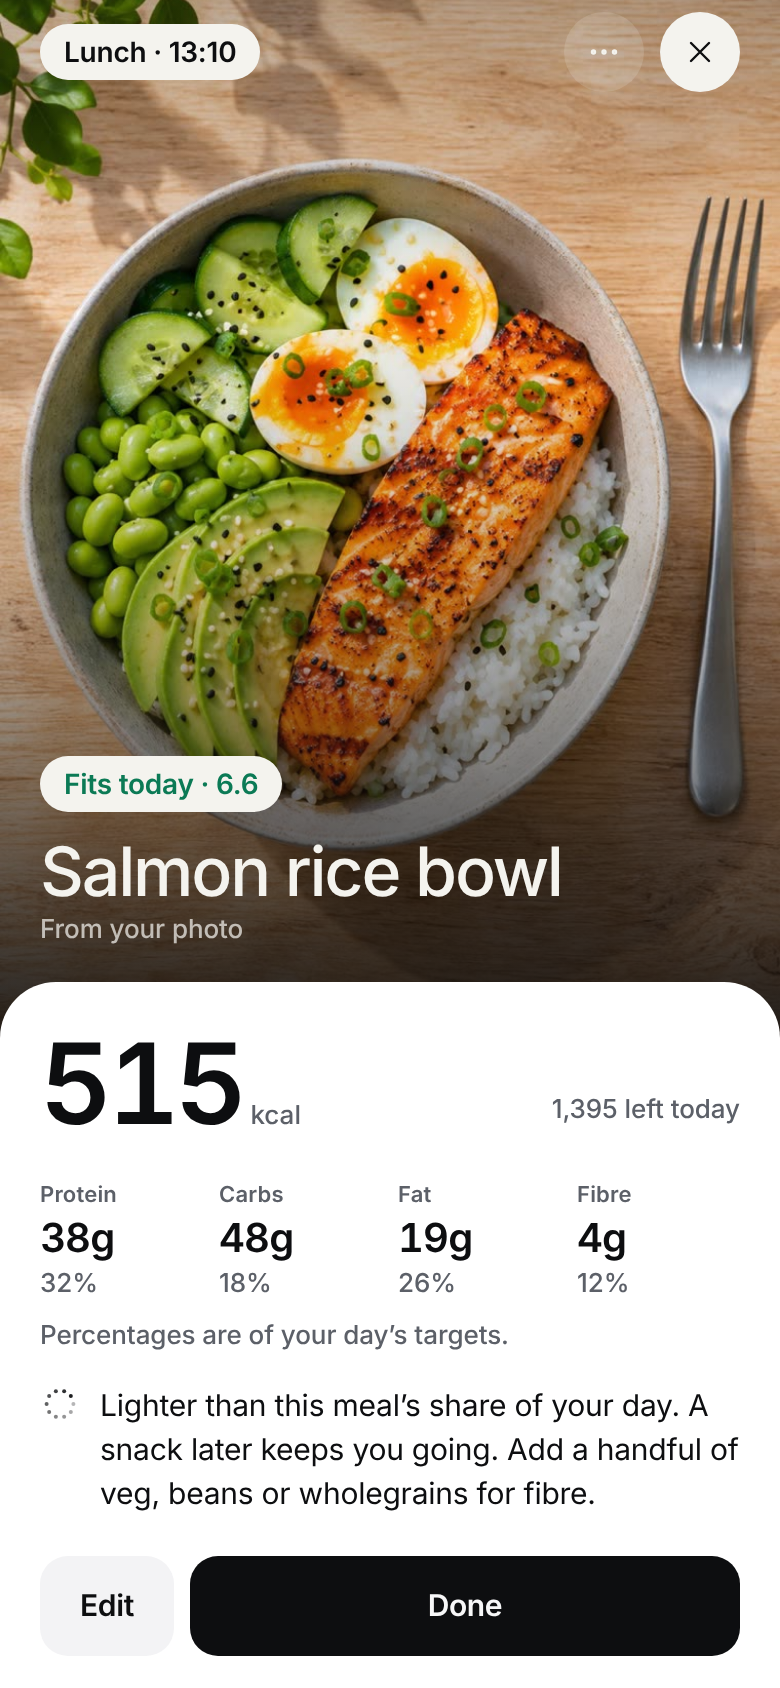 Lunch · 13:10
Fits today · 6.6
Salmon rice bowl
From your photo
515 kcal
1,395 left today
Protein Carbs Fat Fibre
38g 48g 19g 4g
32% 18% 26% 12%
Percentages are of your day’s targets.
Lighter than this meal’s share of your day. A
snack later keeps you going. Add a handful of
veg, beans or wholegrains for fibre.
Edit
Done